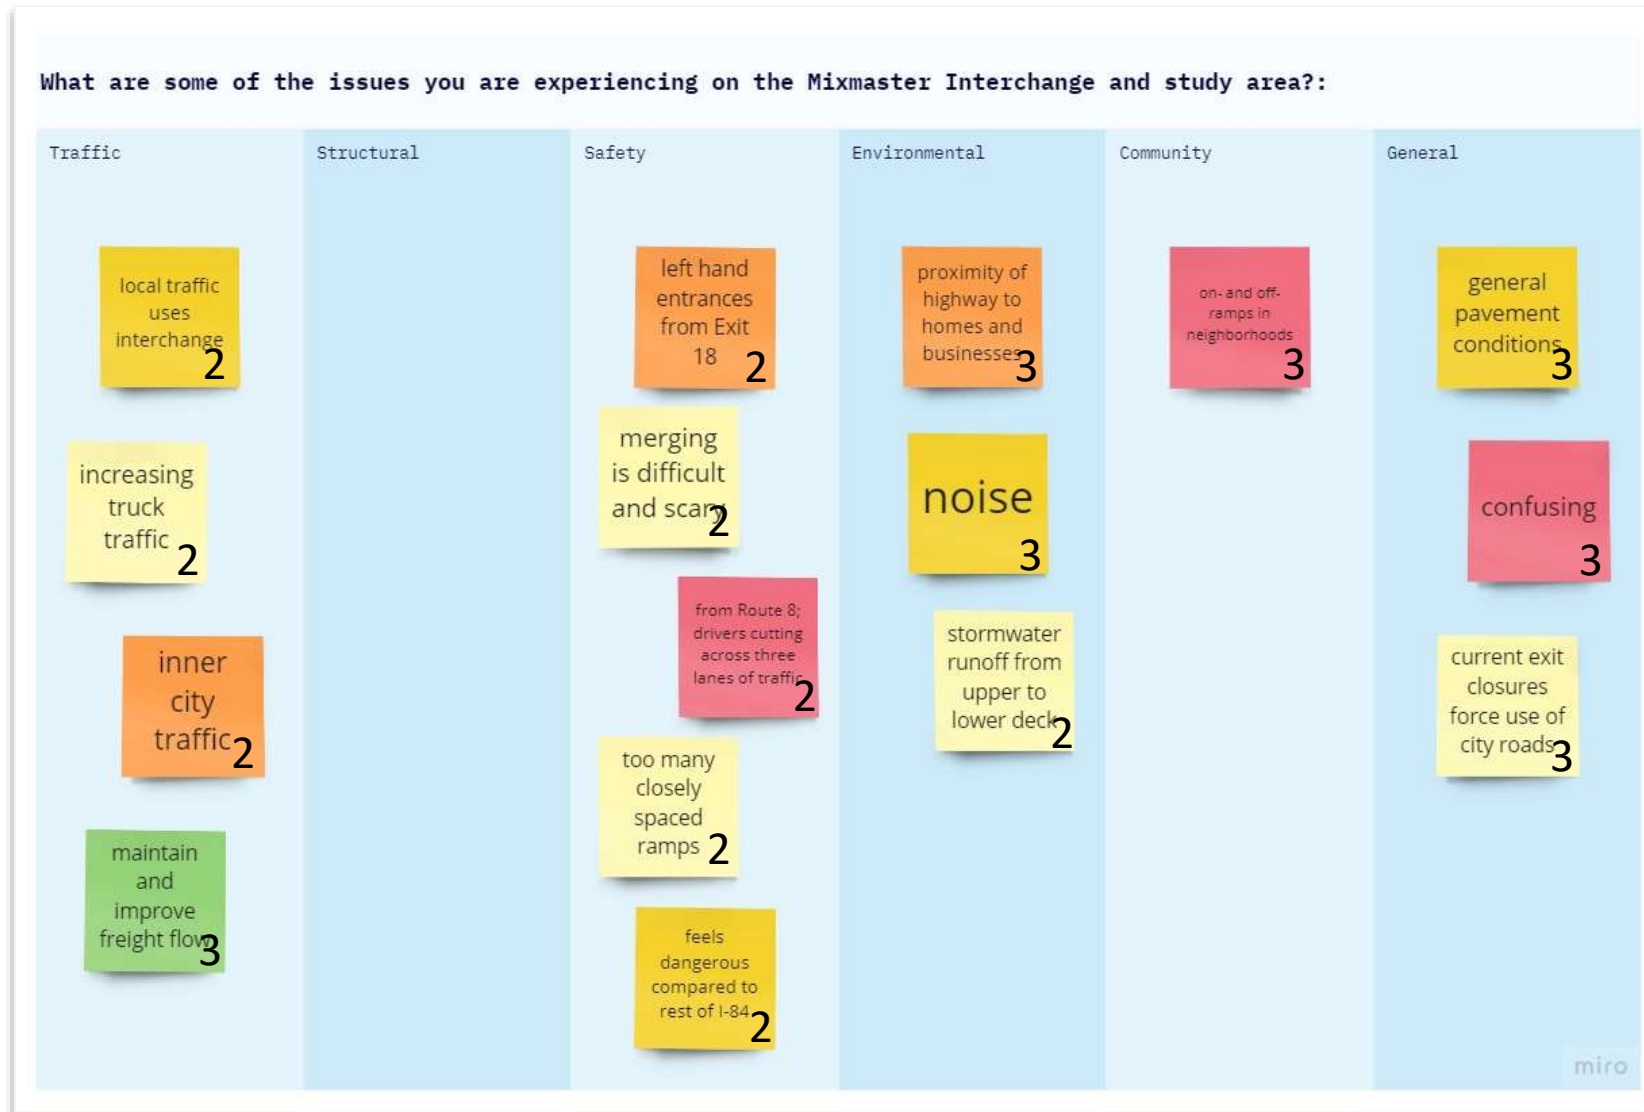 What are some of the issues you are experiencing on the Mixmaster Interchange and study area?:
Traffic
local traffic
uses
interchange
2
increasing
truck
traffic
2
inner
city
traffic
2
maintain
and
improve
freight flow
3
Structural
Safety
left hand
entrances
from Exit
18
2
merging
is difficult
and scary
2
from Route 8;
drivers cutting
across three
lanes of traffic
2
too many
closely
spaced
ramps
2
feels
dangerous
compared to
rest of I-84
2
Environmental
proximity of
highway to
homes and
businesses
3
noise
3
stormwater
runoff from
upper to
lower deck
2
Community
on- and off-
ramps in
neighborhoods
3
General
general
pavement
conditions
3
confusing
3
current exit
closures
force use of
city roads
3
miro